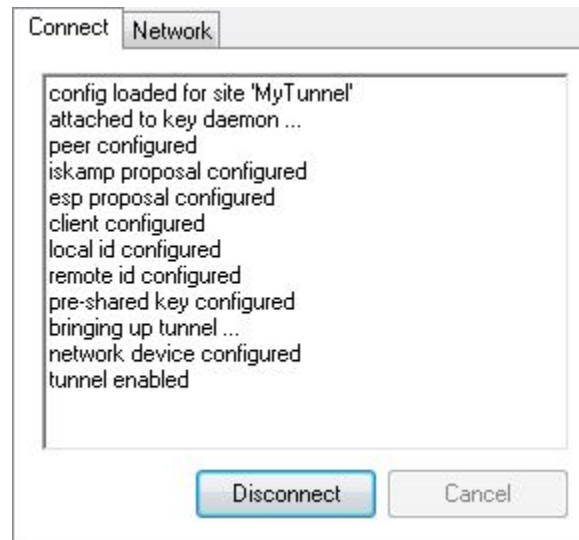 Connect Network
config loaded for site 'MyTunnel'
attached to key daemon ...
peer configured
iskamp proposal configured
esp proposal configured
client configured
local id configured
remote id configured
pre-shared key configured
bringing up tunnel ...
network device configured
tunnel enabled
Disconnect Cancel